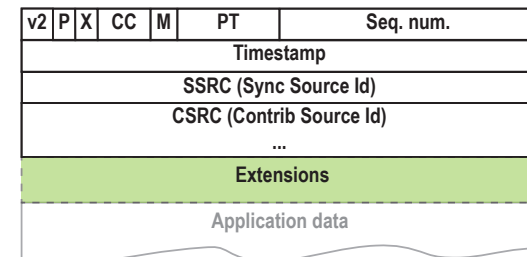 v2 P X CC M PT Seq. num.
Timestamp
SSRC (Sync Source Id)
CSRC (Contrib Source Id)
...
Extensions
Application data